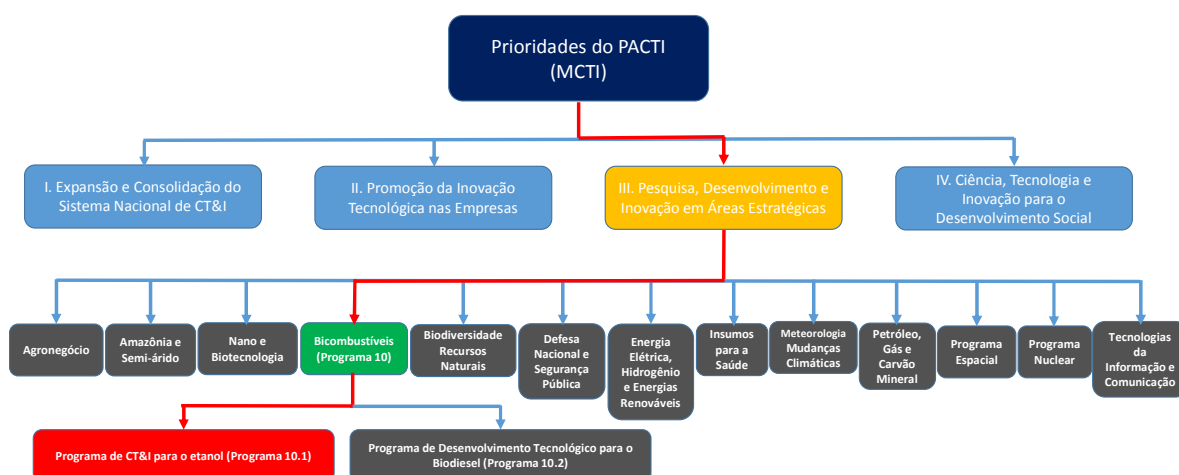 Prioridades do PACTI
(MCTI)
I. Expansão e Consolidação do
Sistema Nacional de CT&I
II. Promoção da Inovação
Tecnológica nas Empresas
III. Pesquisa, Desenvolvimento e
Inovação em Áreas Estratégicas
IV. Ciência, Tecnologia e
Inovação para o
Desenvolvimento Social
Agronegócio
Amazônia e
Semi-árido
Nano e
Biotecnologia
Bicombustíveis
(Programa 10)
Biodiversidade
Recursos
Naturais
Defesa
Nacional e
Segurança
Pública
Energia
Elétrica,
Hidrogênio
e Energias
Renováveis
Insumos
para a
Saúde
Meteorologia
Mudanças
Climáticas
Petróleo,
Gás e
Carvão
Mineral
Programa
Espacial
Programa
Nuclear
Tecnologias
da
Informação e
Comunicação
Programa de CT&I para o etanol (Programa 10.1)
Programa de Desenvolvimento Tecnológico para o
Biodiesel (Programa 10.2)